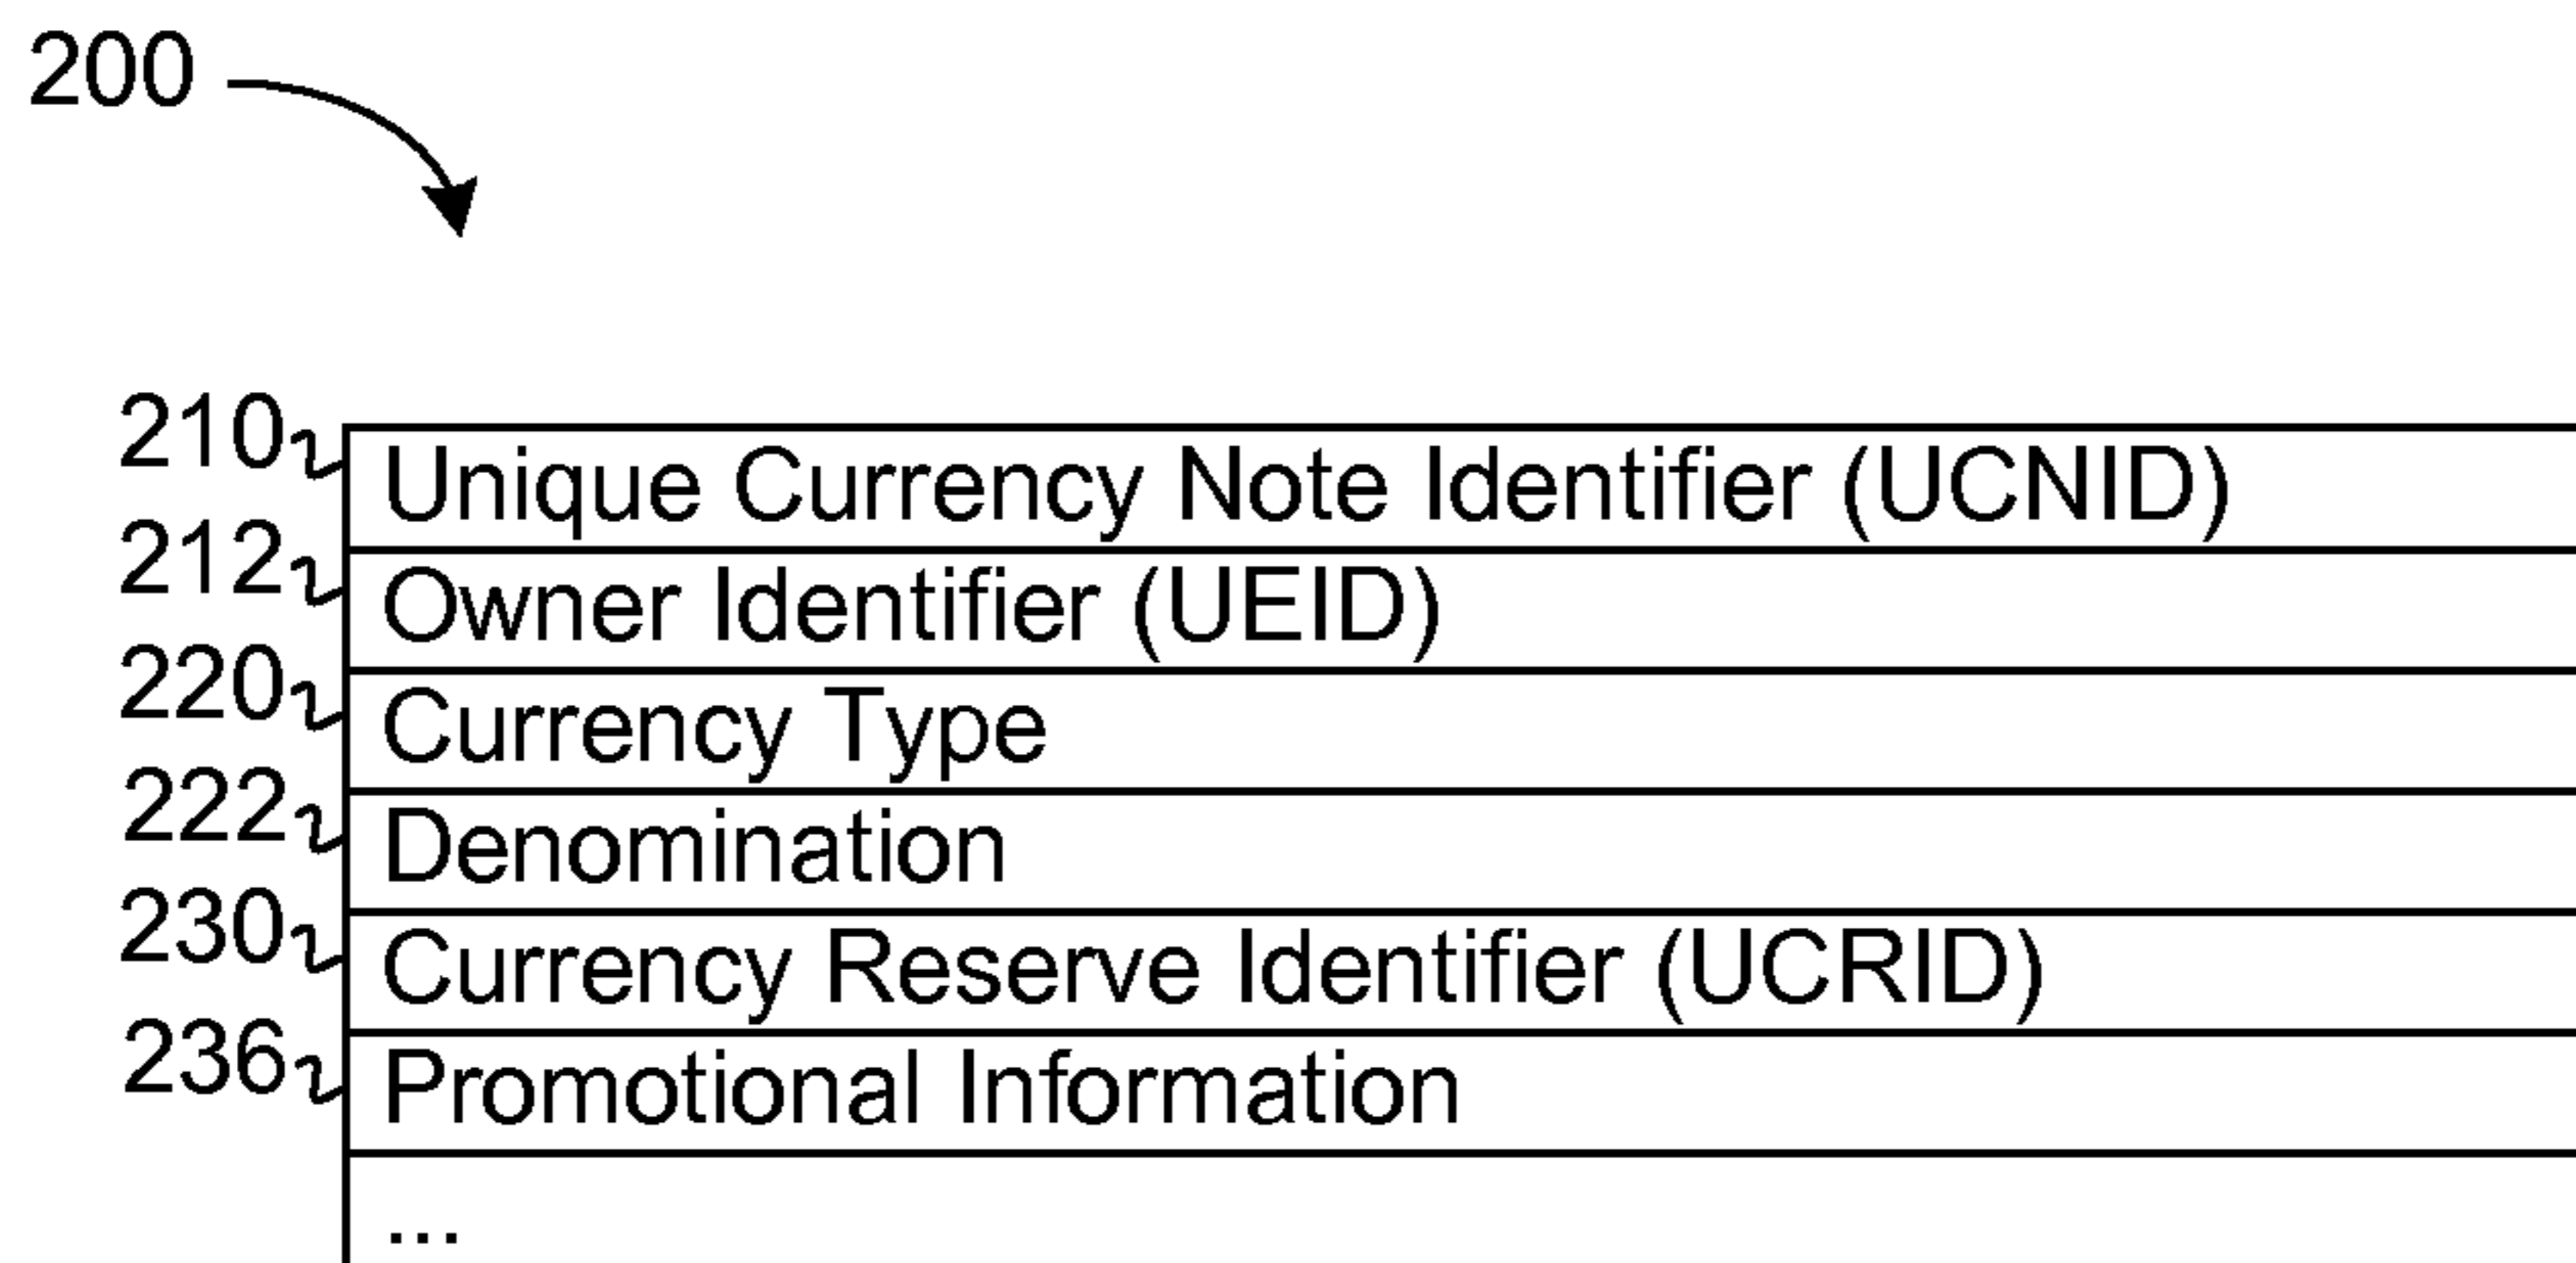 200
210 Unique Currency Note Identifier (UCNID)
212 Owner Identifier (UEID)
220 Currency Type
222 Denomination
230 Currency Reserve Identifier (UCRID)
236 Promotional Information
...